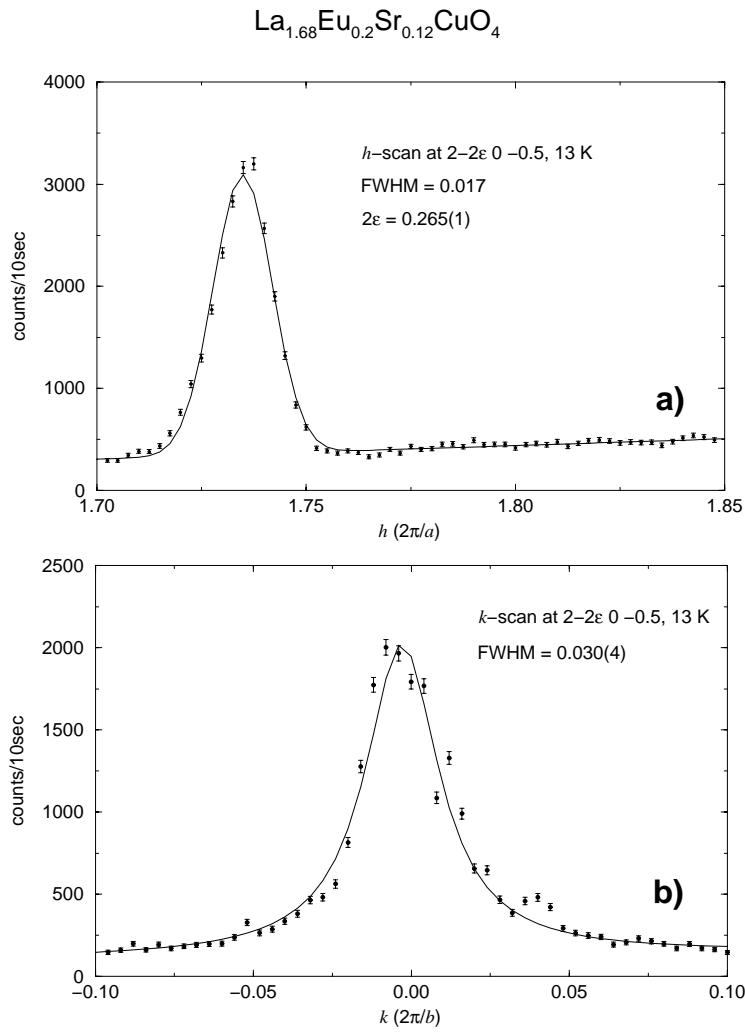 La1.68Eu0.2Sr0.12CuO4
4000
3000
2000
1000
0
counts/10sec
h−scan at 2−2ε 0 −0.5, 13 K
FWHM = 0.017
2ε = 0.265(1)
a)
1.70
1.75
1.80
1.85
h (2π/a)
2500
2000
1500
1000
500
0
counts/10sec
k−scan at 2−2ε 0 −0.5, 13 K
FWHM = 0.030(4)
b)
−0.10
−0.05
0.00
0.05
0.10
k (2π/b)